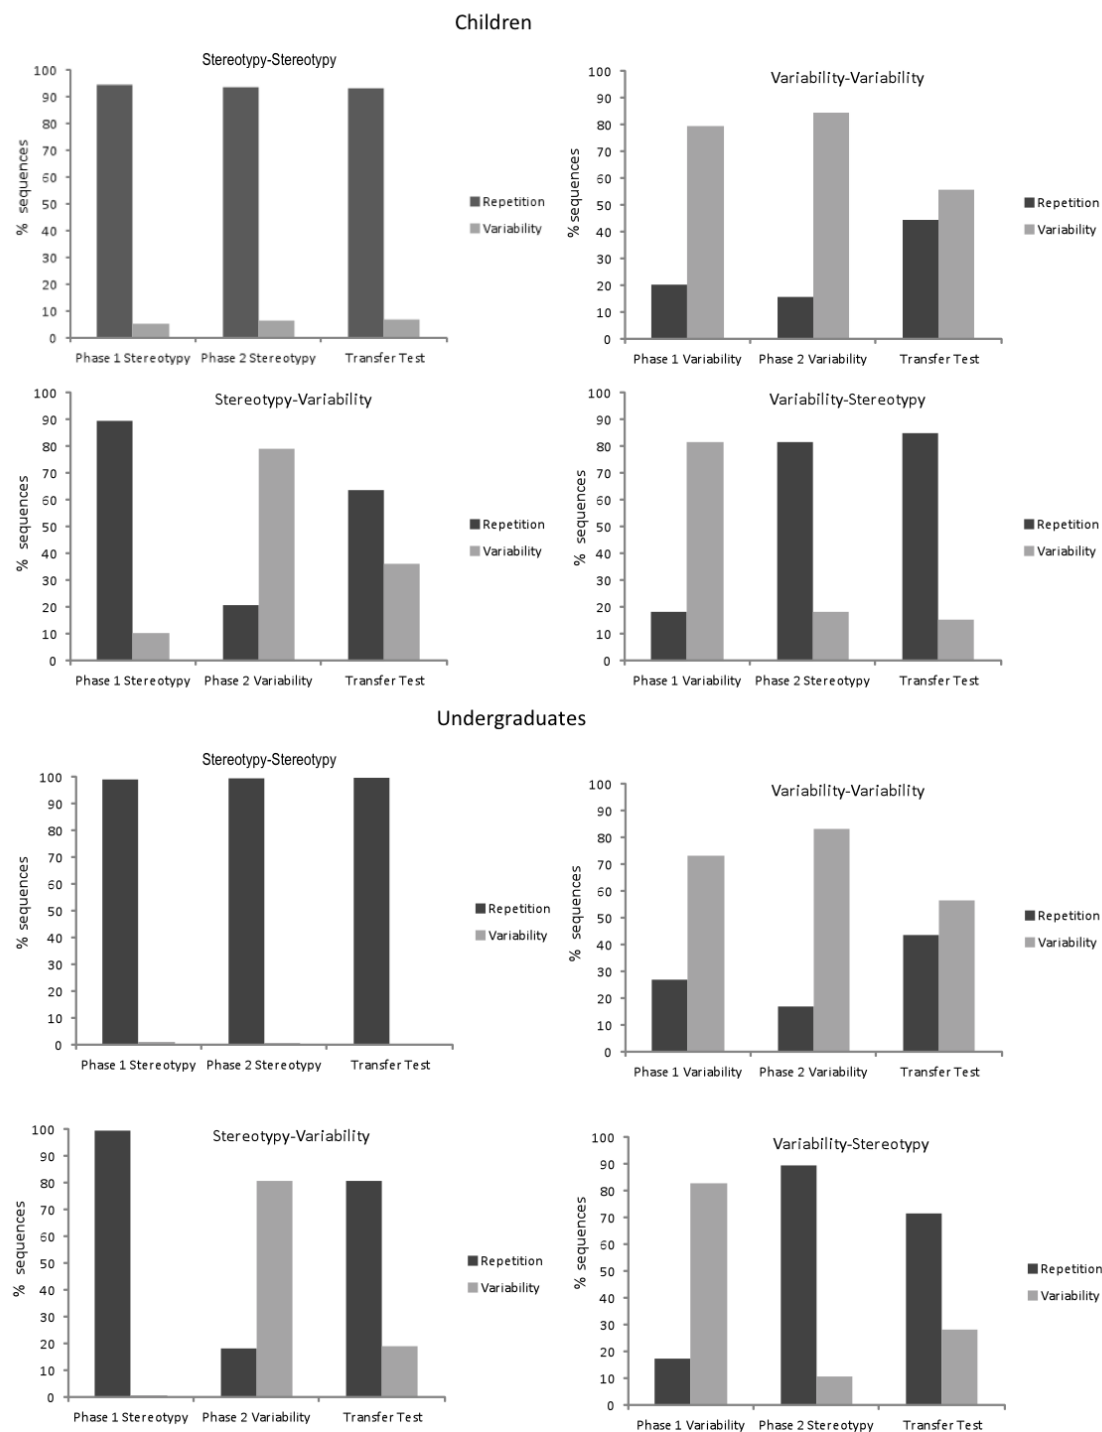 Children
Stereotypy-Stereotypy
100
90
80
70
60
50
40
30
20
10
0
% sequences
Repetition
Variability
Phase 1 Stereotypy Phase 2 Stereotypy Transfer Test
Variability-Variability
100
90
80
70
60
50
40
30
20
10
0
% sequences
Repetition
Variability
Phase 1 Variability Phase 2 Variability Transfer Test
Stereotypy-Variability
100
90
80
70
60
50
40
30
20
10
0
% sequences
Repetition
Variability
Phase 1 Stereotypy Phase 2 Variability Transfer Test
Variability-Stereotypy
100
90
80
70
60
50
40
30
20
10
0
% sequences
Repetition
Variability
Phase 1 Variability Phase 2 Stereotypy Transfer Test
Undergraduates
Stereotypy-Stereotypy
100
90
80
70
60
50
40
30
20
10
0
% sequences
Repetition
Variability
Phase 1 Stereotypy Phase 2 Stereotypy Transfer Test
Variability-Variability
100
90
80
70
60
50
40
30
20
10
0
% sequences
Repetition
Variability
Phase 1 Variability Phase 2 Variability Transfer Test
Stereotypy-Variability
100
90
80
70
60
50
40
30
20
10
0
% sequences
Repetition
Variability
Phase 1 Stereotypy Phase 2 Variability Transfer Test
Variability-Stereotypy
100
90
80
70
60
50
40
30
20
10
0
% sequences
Repetition
Variability
Phase 1 Variability Phase 2 Stereotypy Transfer Test